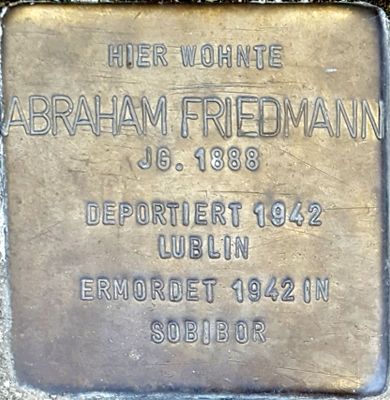 HIER WOHNTE
ABRAHAM FRIEDMANN
JG. 1888
DEPORTIERT 1942
LUBLIN
ERMORDET 1942 IN
SOBIBOR